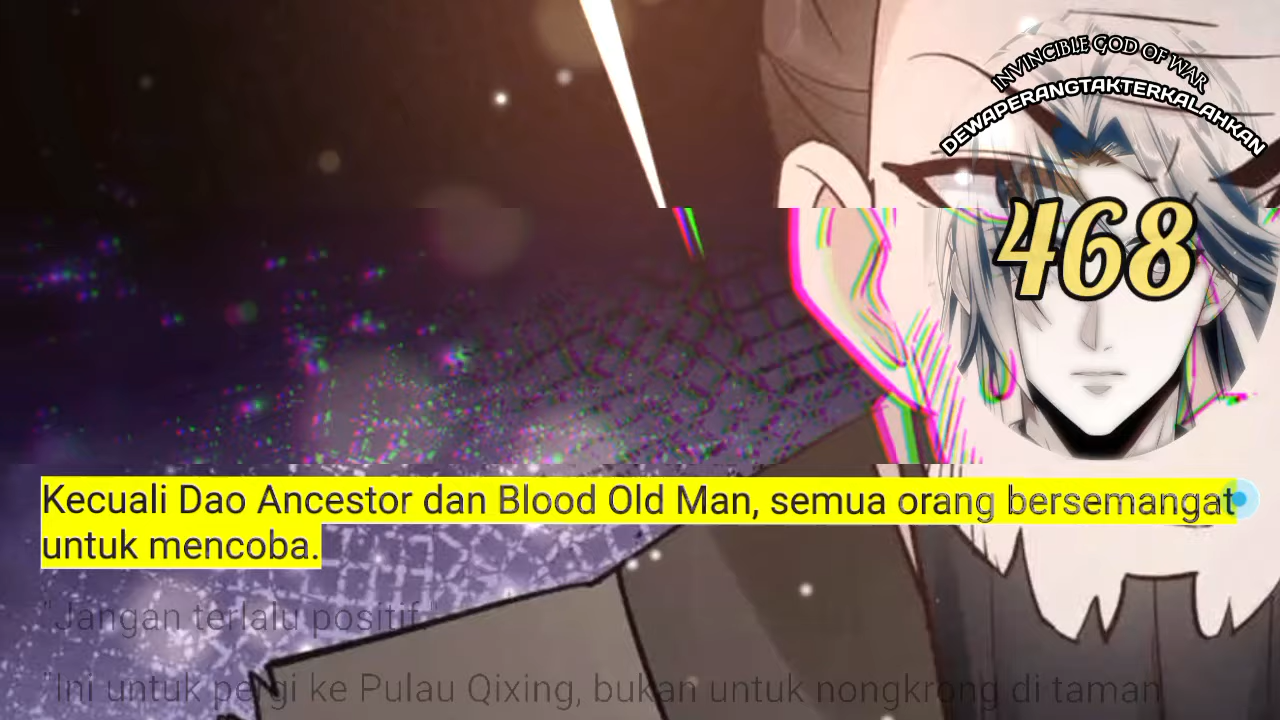 INVINCIBLE GOD OF WAR
DEWAPERANGTAKTERKALAHKAN
468
Kecuali Dao Ancestor dan Blood Old Man, semua orang bersemangat
untuk mencoba.
"Jangan terlalu positif."
"Ini untuk pergi ke Pulau Qixing, bukan untuk nongkrong di taman